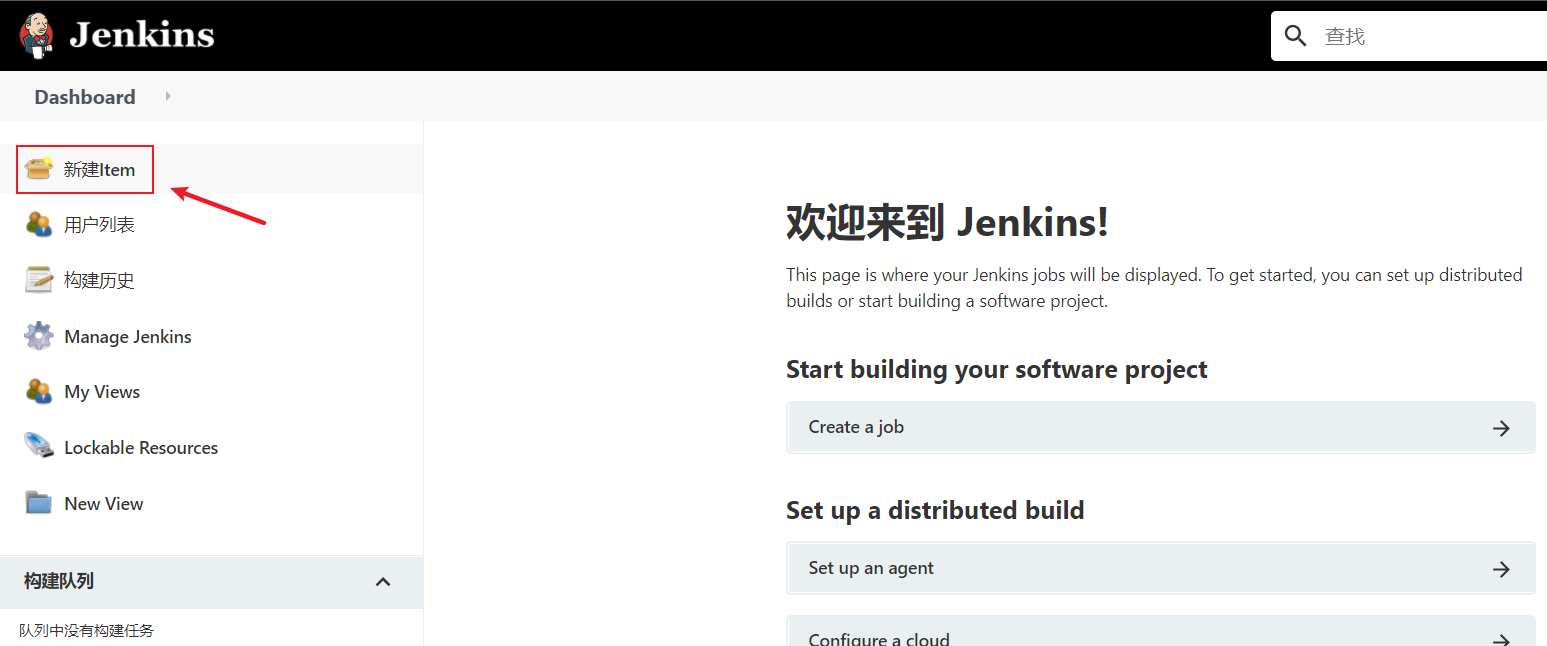 Jenkins
查找
Dashboard
新建Item
用户列表
构建历史
Manage Jenkins
My Views
Lockable Resources
New View
构建队列
队列中没有构建任务
欢迎来到 Jenkins!
This page is where your Jenkins jobs will be displayed. To get started, you can set up distributed
builds or start building a software project.
Start building your software project
Create a job
Set up a distributed build
Set up an agent
Configure a cloud